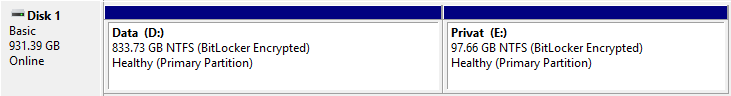 Disk 1
Basic
931.39 GB
Online
Data (D:)
833.73 GB NTFS (BitLocker Encrypted)
Healthy (Primary Partition)
Privat (E:)
97.66 GB NTFS (BitLocker Encrypted)
Healthy (Primary Partition)